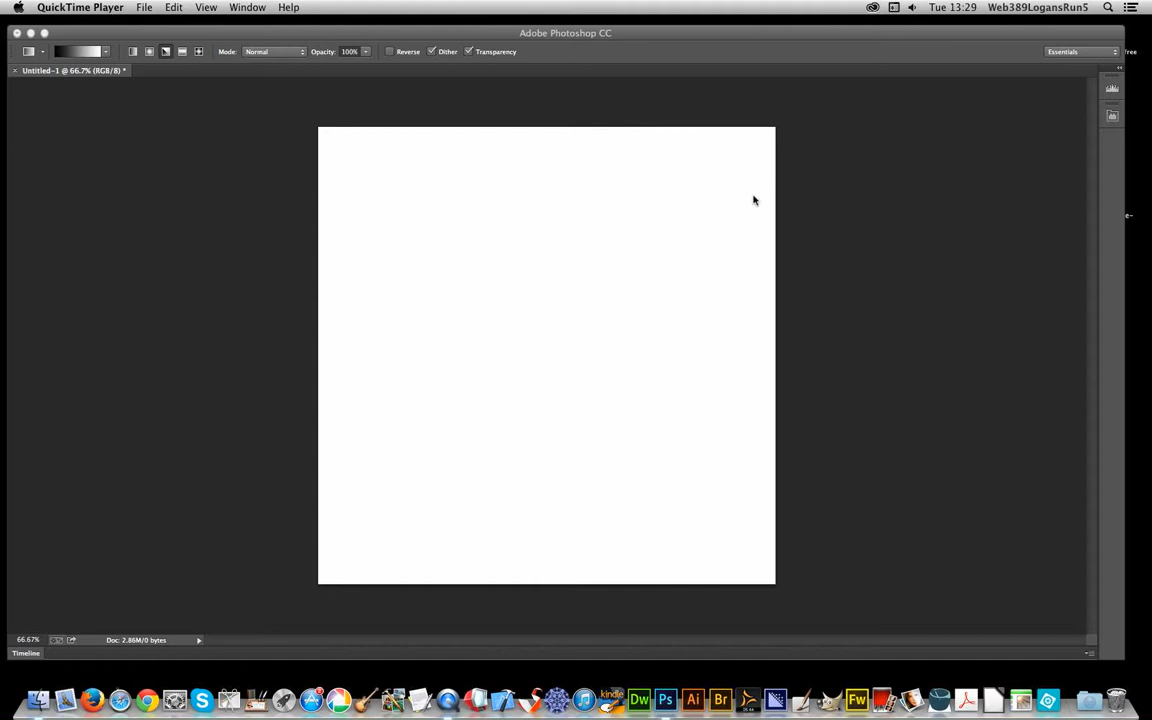 QuickTime Player File Edit View Window Help Tue 13:29 Web389LogansRun5
Adobe Photoshop CC
Mode: Normal Opacity: 100% Reverse Dither Transparency Essentials free
× Untitled-1 @ 66.7% (RGB/8) *
e-
66.67% Doc: 2.86M/0 bytes
Timeline
kindle Dw Ps Ai Br Fw